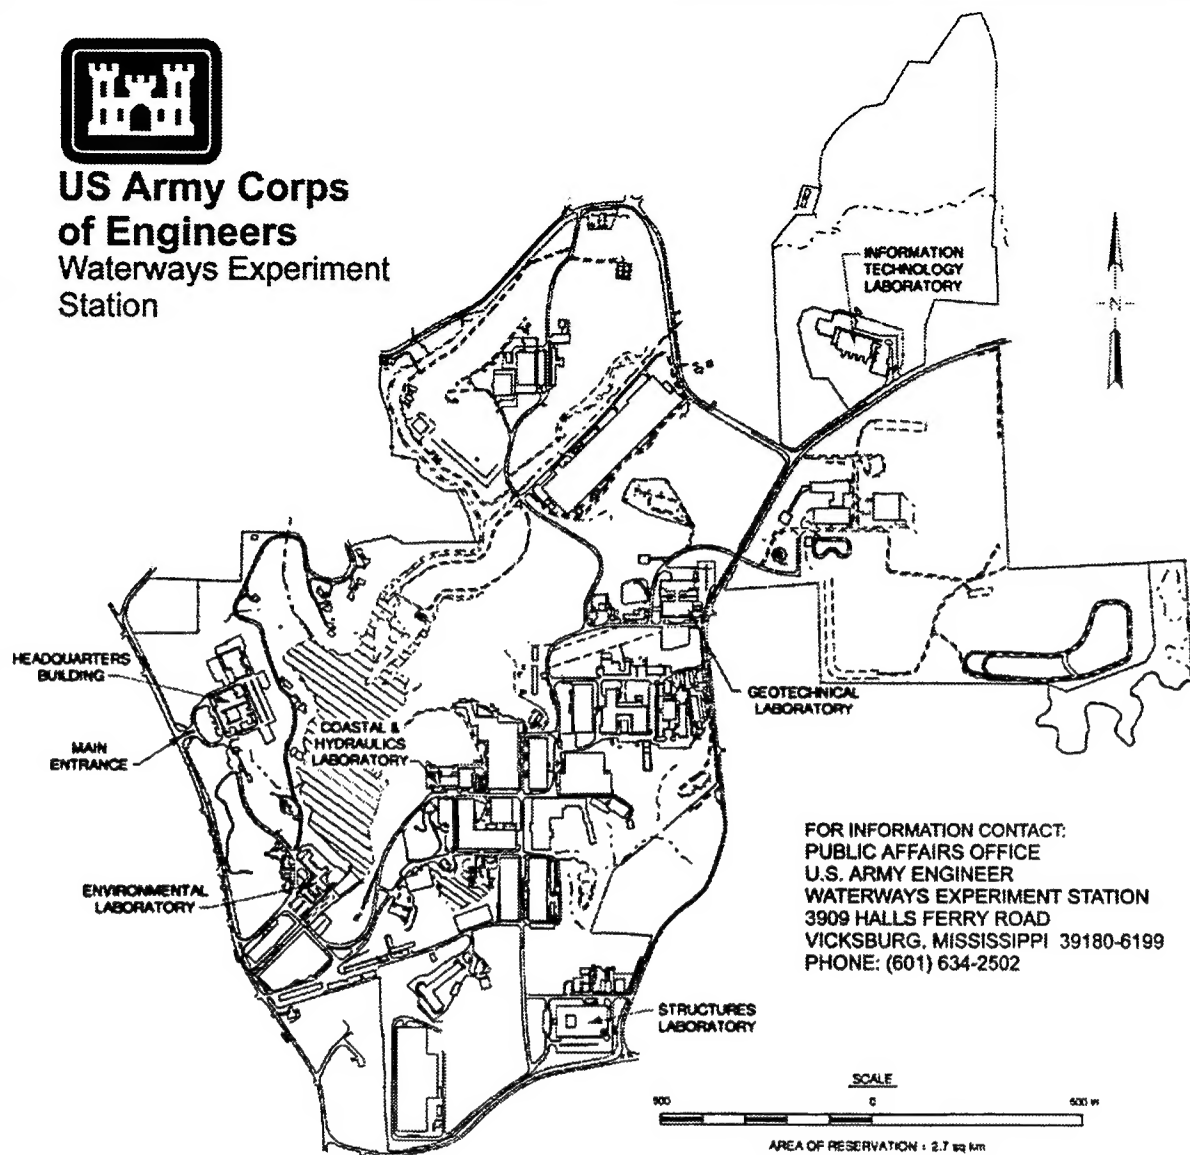 US Army Corps
of Engineers
Waterways Experiment
Station
INFORMATION
TECHNOLOGY
LABORATORY
N
HEADQUARTERS
BUILDING
MAIN
ENTRANCE
COASTAL &
HYDRAULICS
LABORATORY
GEOTECHNICAL
LABORATORY
ENVIRONMENTAL
LABORATORY
STRUCTURES
LABORATORY
FOR INFORMATION CONTACT:
PUBLIC AFFAIRS OFFICE
U.S. ARMY ENGINEER
WATERWAYS EXPERIMENT STATION
3909 HALLS FERRY ROAD
VICKSBURG, MISSISSIPPI 39180-6199
PHONE: (601) 634-2502
SCALE
500 0 500 M
AREA OF RESERVATION : 2.7 sq km